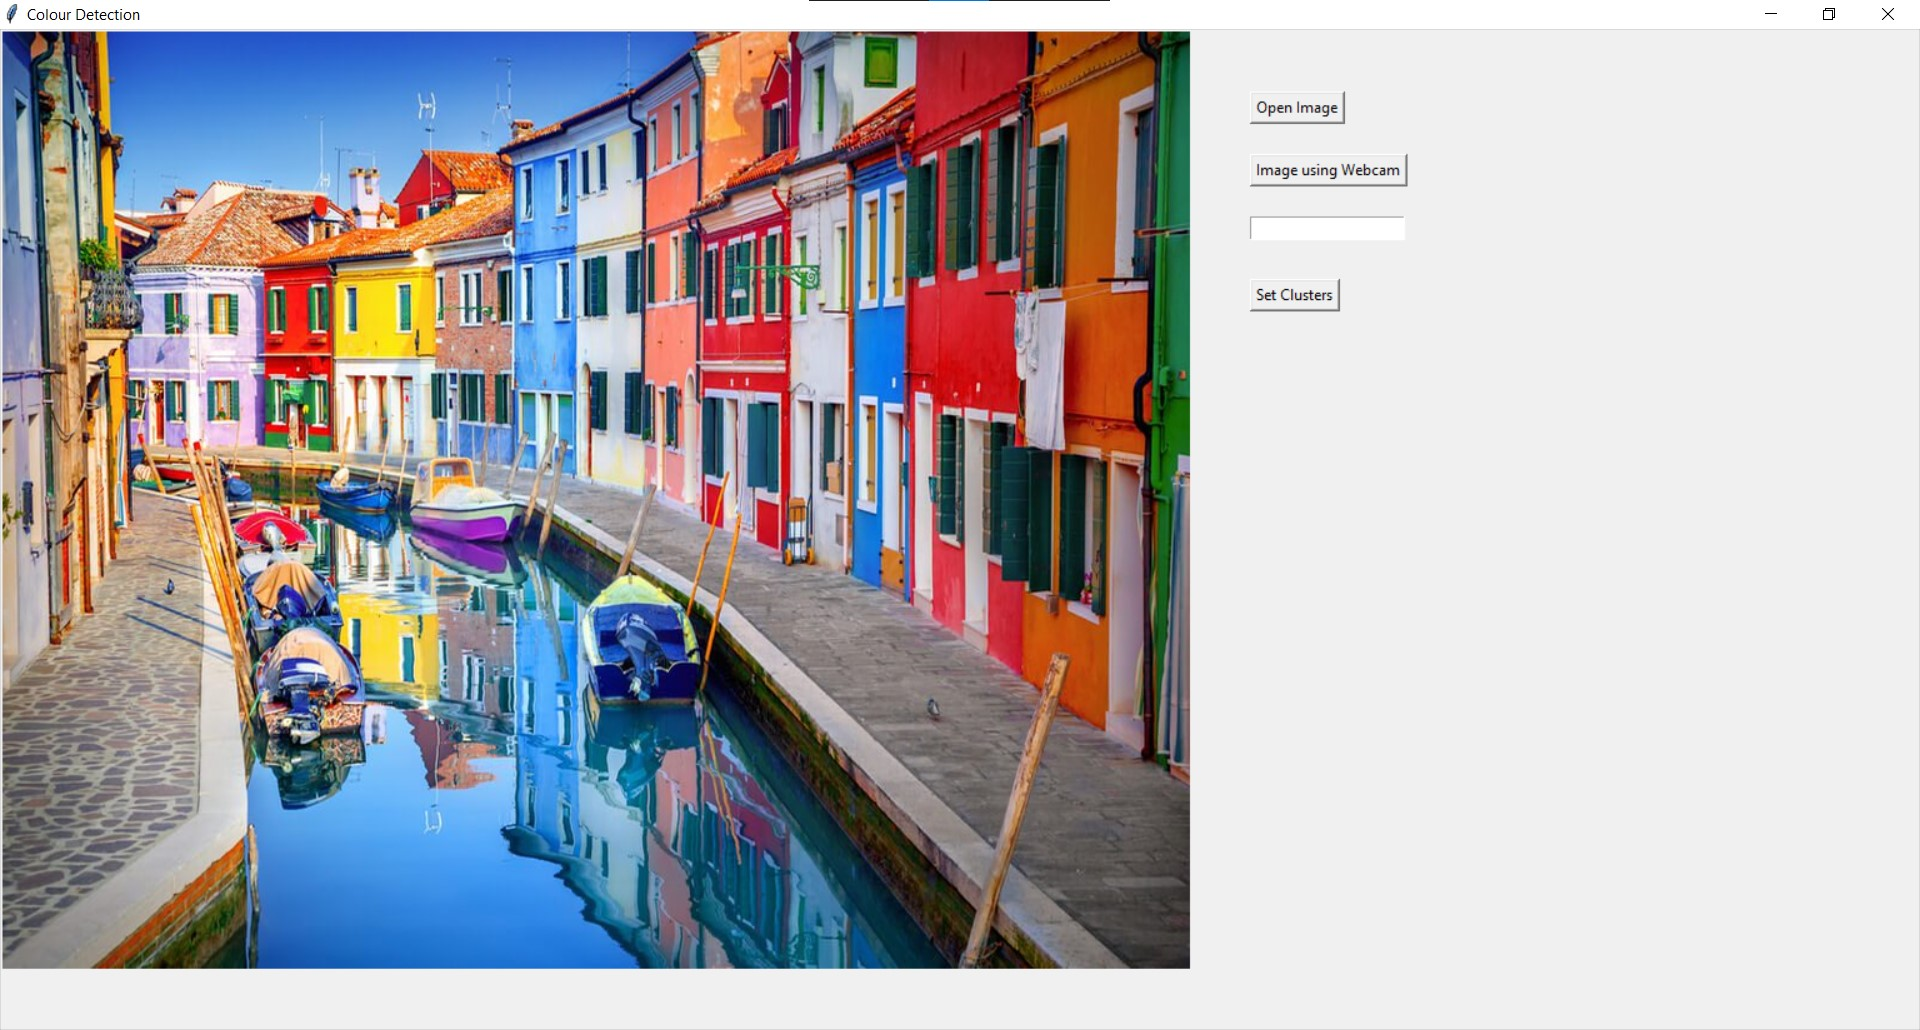 Colour Detection
Open Image
Image using Webcam
Set Clusters